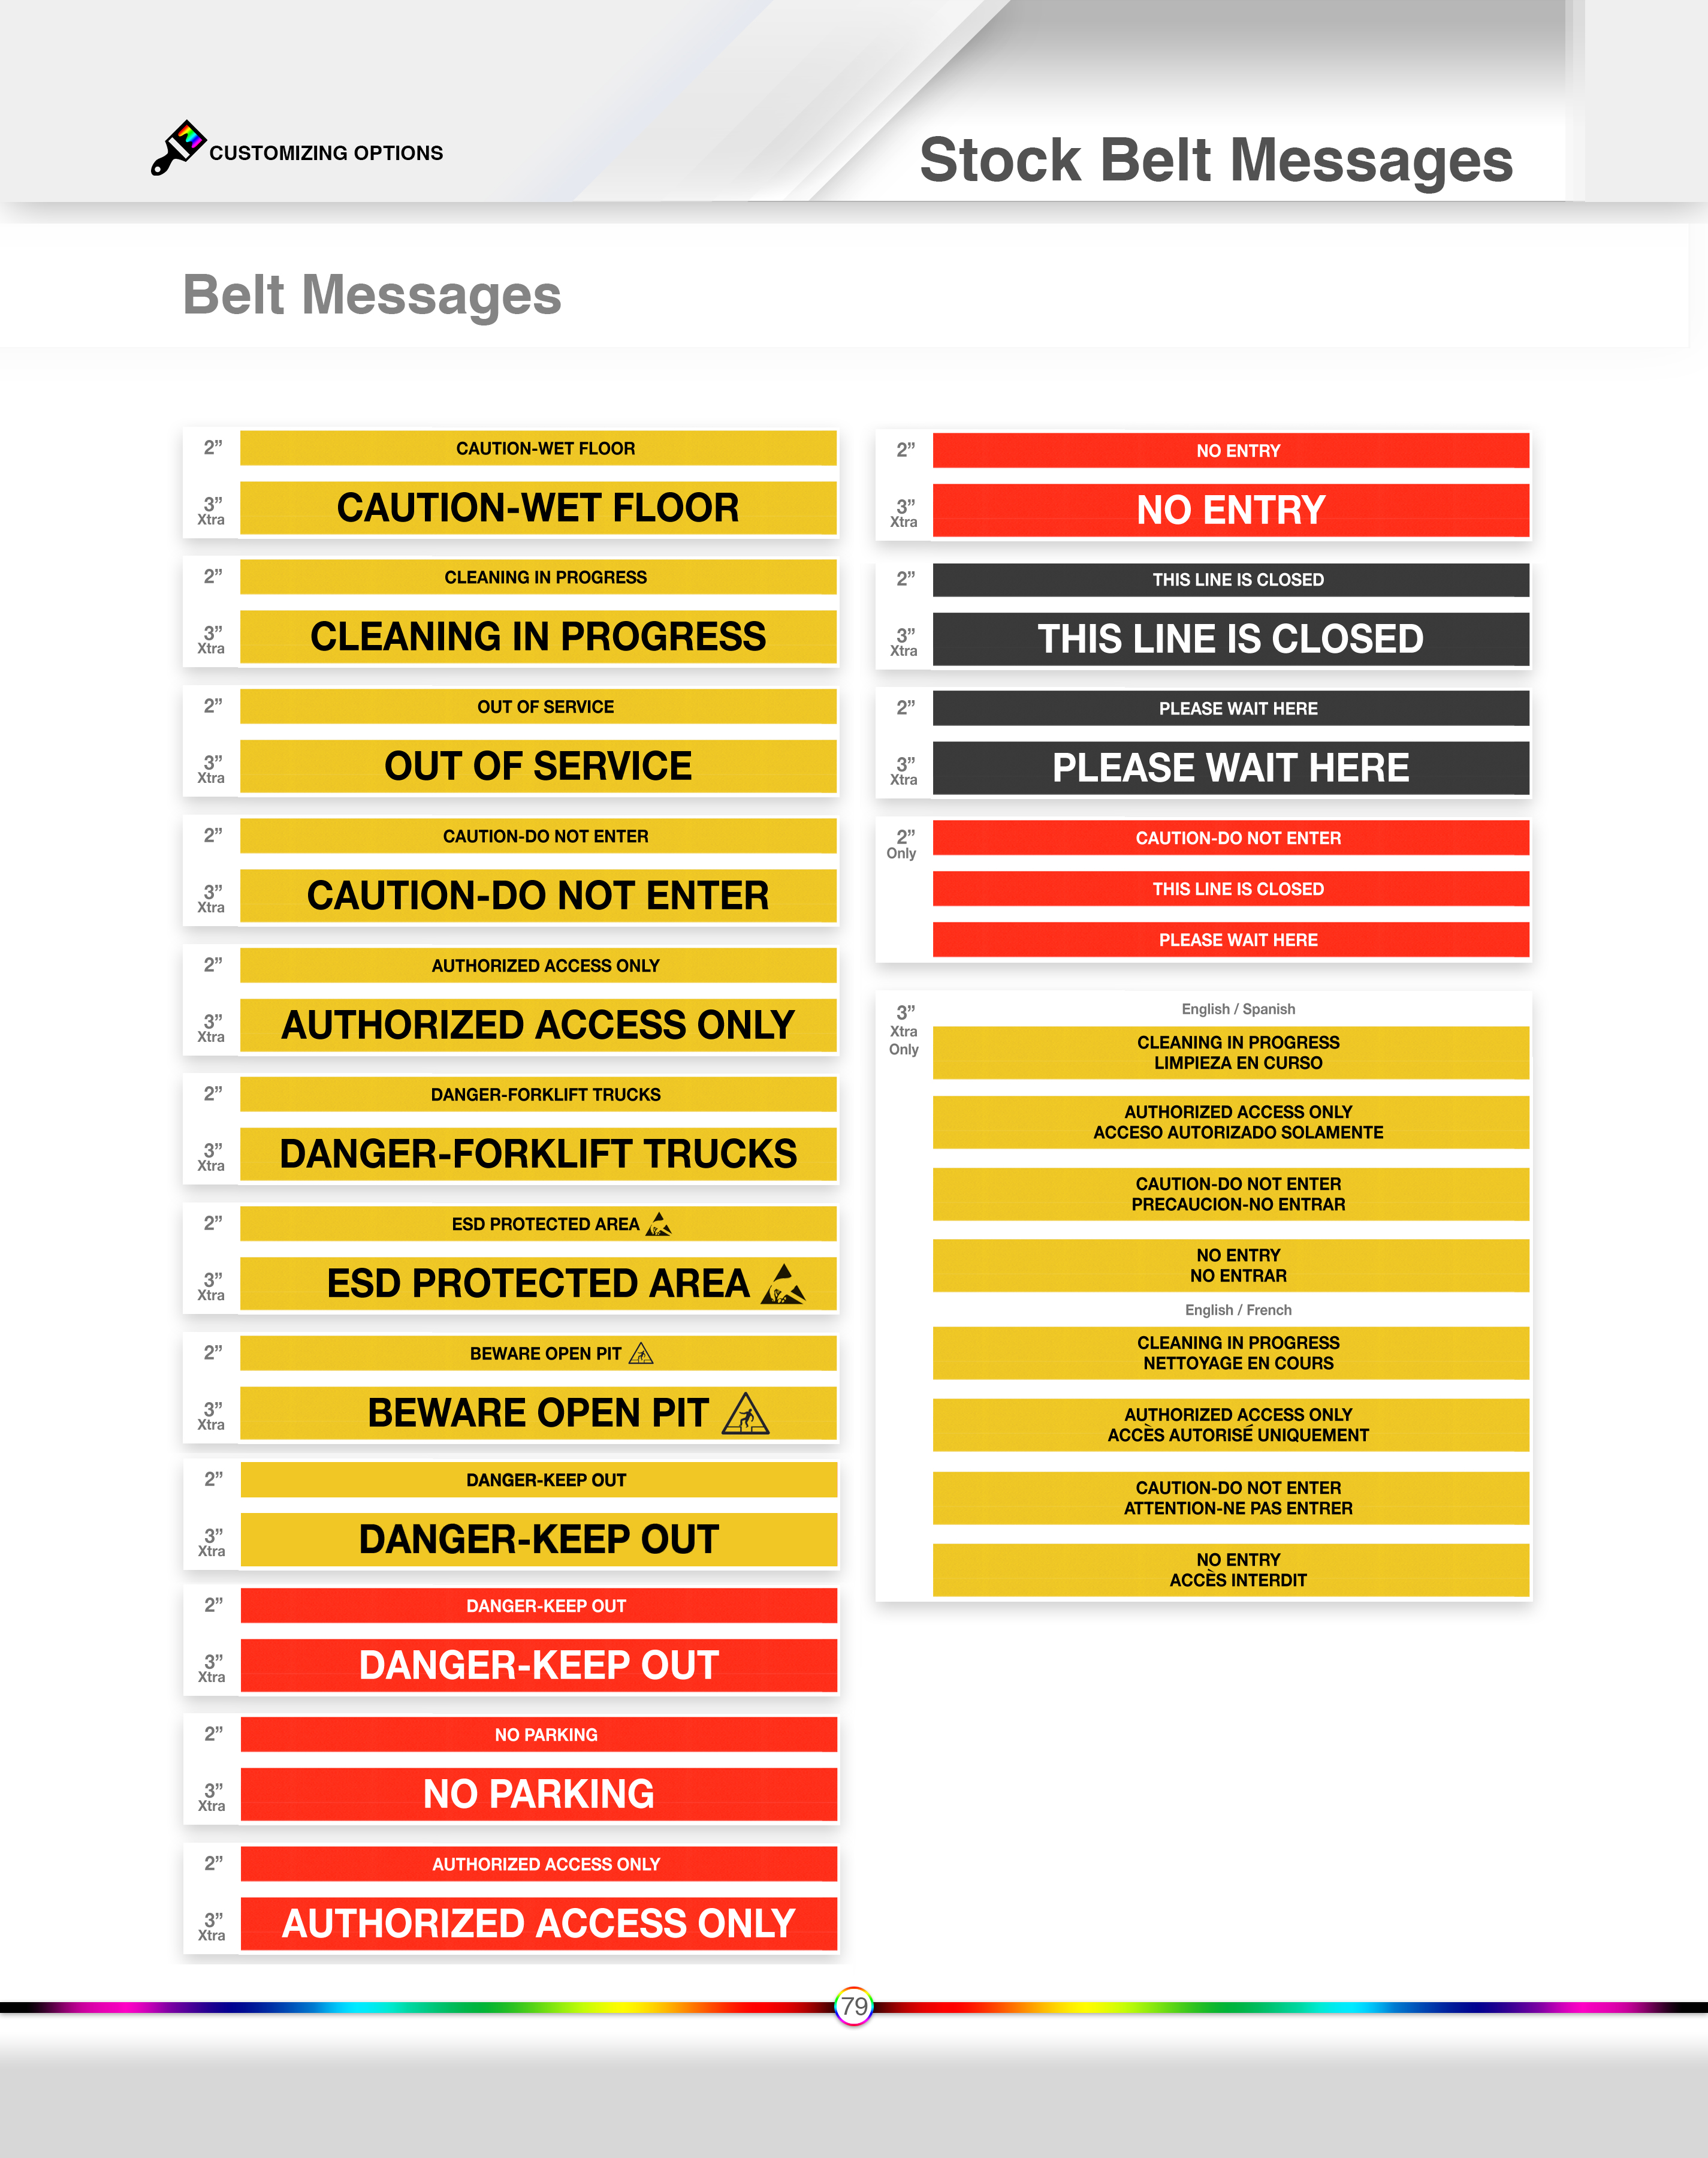 CUSTOMIZING OPTIONS
Stock Belt Messages
Belt Messages
2”
CAUTION-WET FLOOR
3”
Xtra
CAUTION-WET FLOOR
2”
CLEANING IN PROGRESS
3”
Xtra
CLEANING IN PROGRESS
2”
OUT OF SERVICE
3”
Xtra
OUT OF SERVICE
2”
CAUTION-DO NOT ENTER
3”
Xtra
CAUTION-DO NOT ENTER
2”
AUTHORIZED ACCESS ONLY
3”
Xtra
AUTHORIZED ACCESS ONLY
2”
DANGER-FORKLIFT TRUCKS
3”
Xtra
DANGER-FORKLIFT TRUCKS
2”
ESD PROTECTED AREA
3”
Xtra
ESD PROTECTED AREA
2”
BEWARE OPEN PIT
3”
Xtra
BEWARE OPEN PIT
2”
DANGER-KEEP OUT
3”
Xtra
DANGER-KEEP OUT
2”
DANGER-KEEP OUT
3”
Xtra
DANGER-KEEP OUT
2”
NO PARKING
3”
Xtra
NO PARKING
2”
AUTHORIZED ACCESS ONLY
3”
Xtra
AUTHORIZED ACCESS ONLY
2”
NO ENTRY
3”
Xtra
NO ENTRY
2”
THIS LINE IS CLOSED
3”
Xtra
THIS LINE IS CLOSED
2”
PLEASE WAIT HERE
3”
Xtra
PLEASE WAIT HERE
2”
Only
CAUTION-DO NOT ENTER
THIS LINE IS CLOSED
PLEASE WAIT HERE
3”
Xtra
Only
English / Spanish
CLEANING IN PROGRESS
LIMPIEZA EN CURSO
AUTHORIZED ACCESS ONLY
ACCESO AUTORIZADO SOLAMENTE
CAUTION-DO NOT ENTER
PRECAUCION-NO ENTRAR
NO ENTRY
NO ENTRAR
English / French
CLEANING IN PROGRESS
NETTOYAGE EN COURS
AUTHORIZED ACCESS ONLY
ACCÈS AUTORISÉ UNIQUEMENT
CAUTION-DO NOT ENTER
ATTENTION-NE PAS ENTRER
NO ENTRY
ACCÈS INTERDIT
79